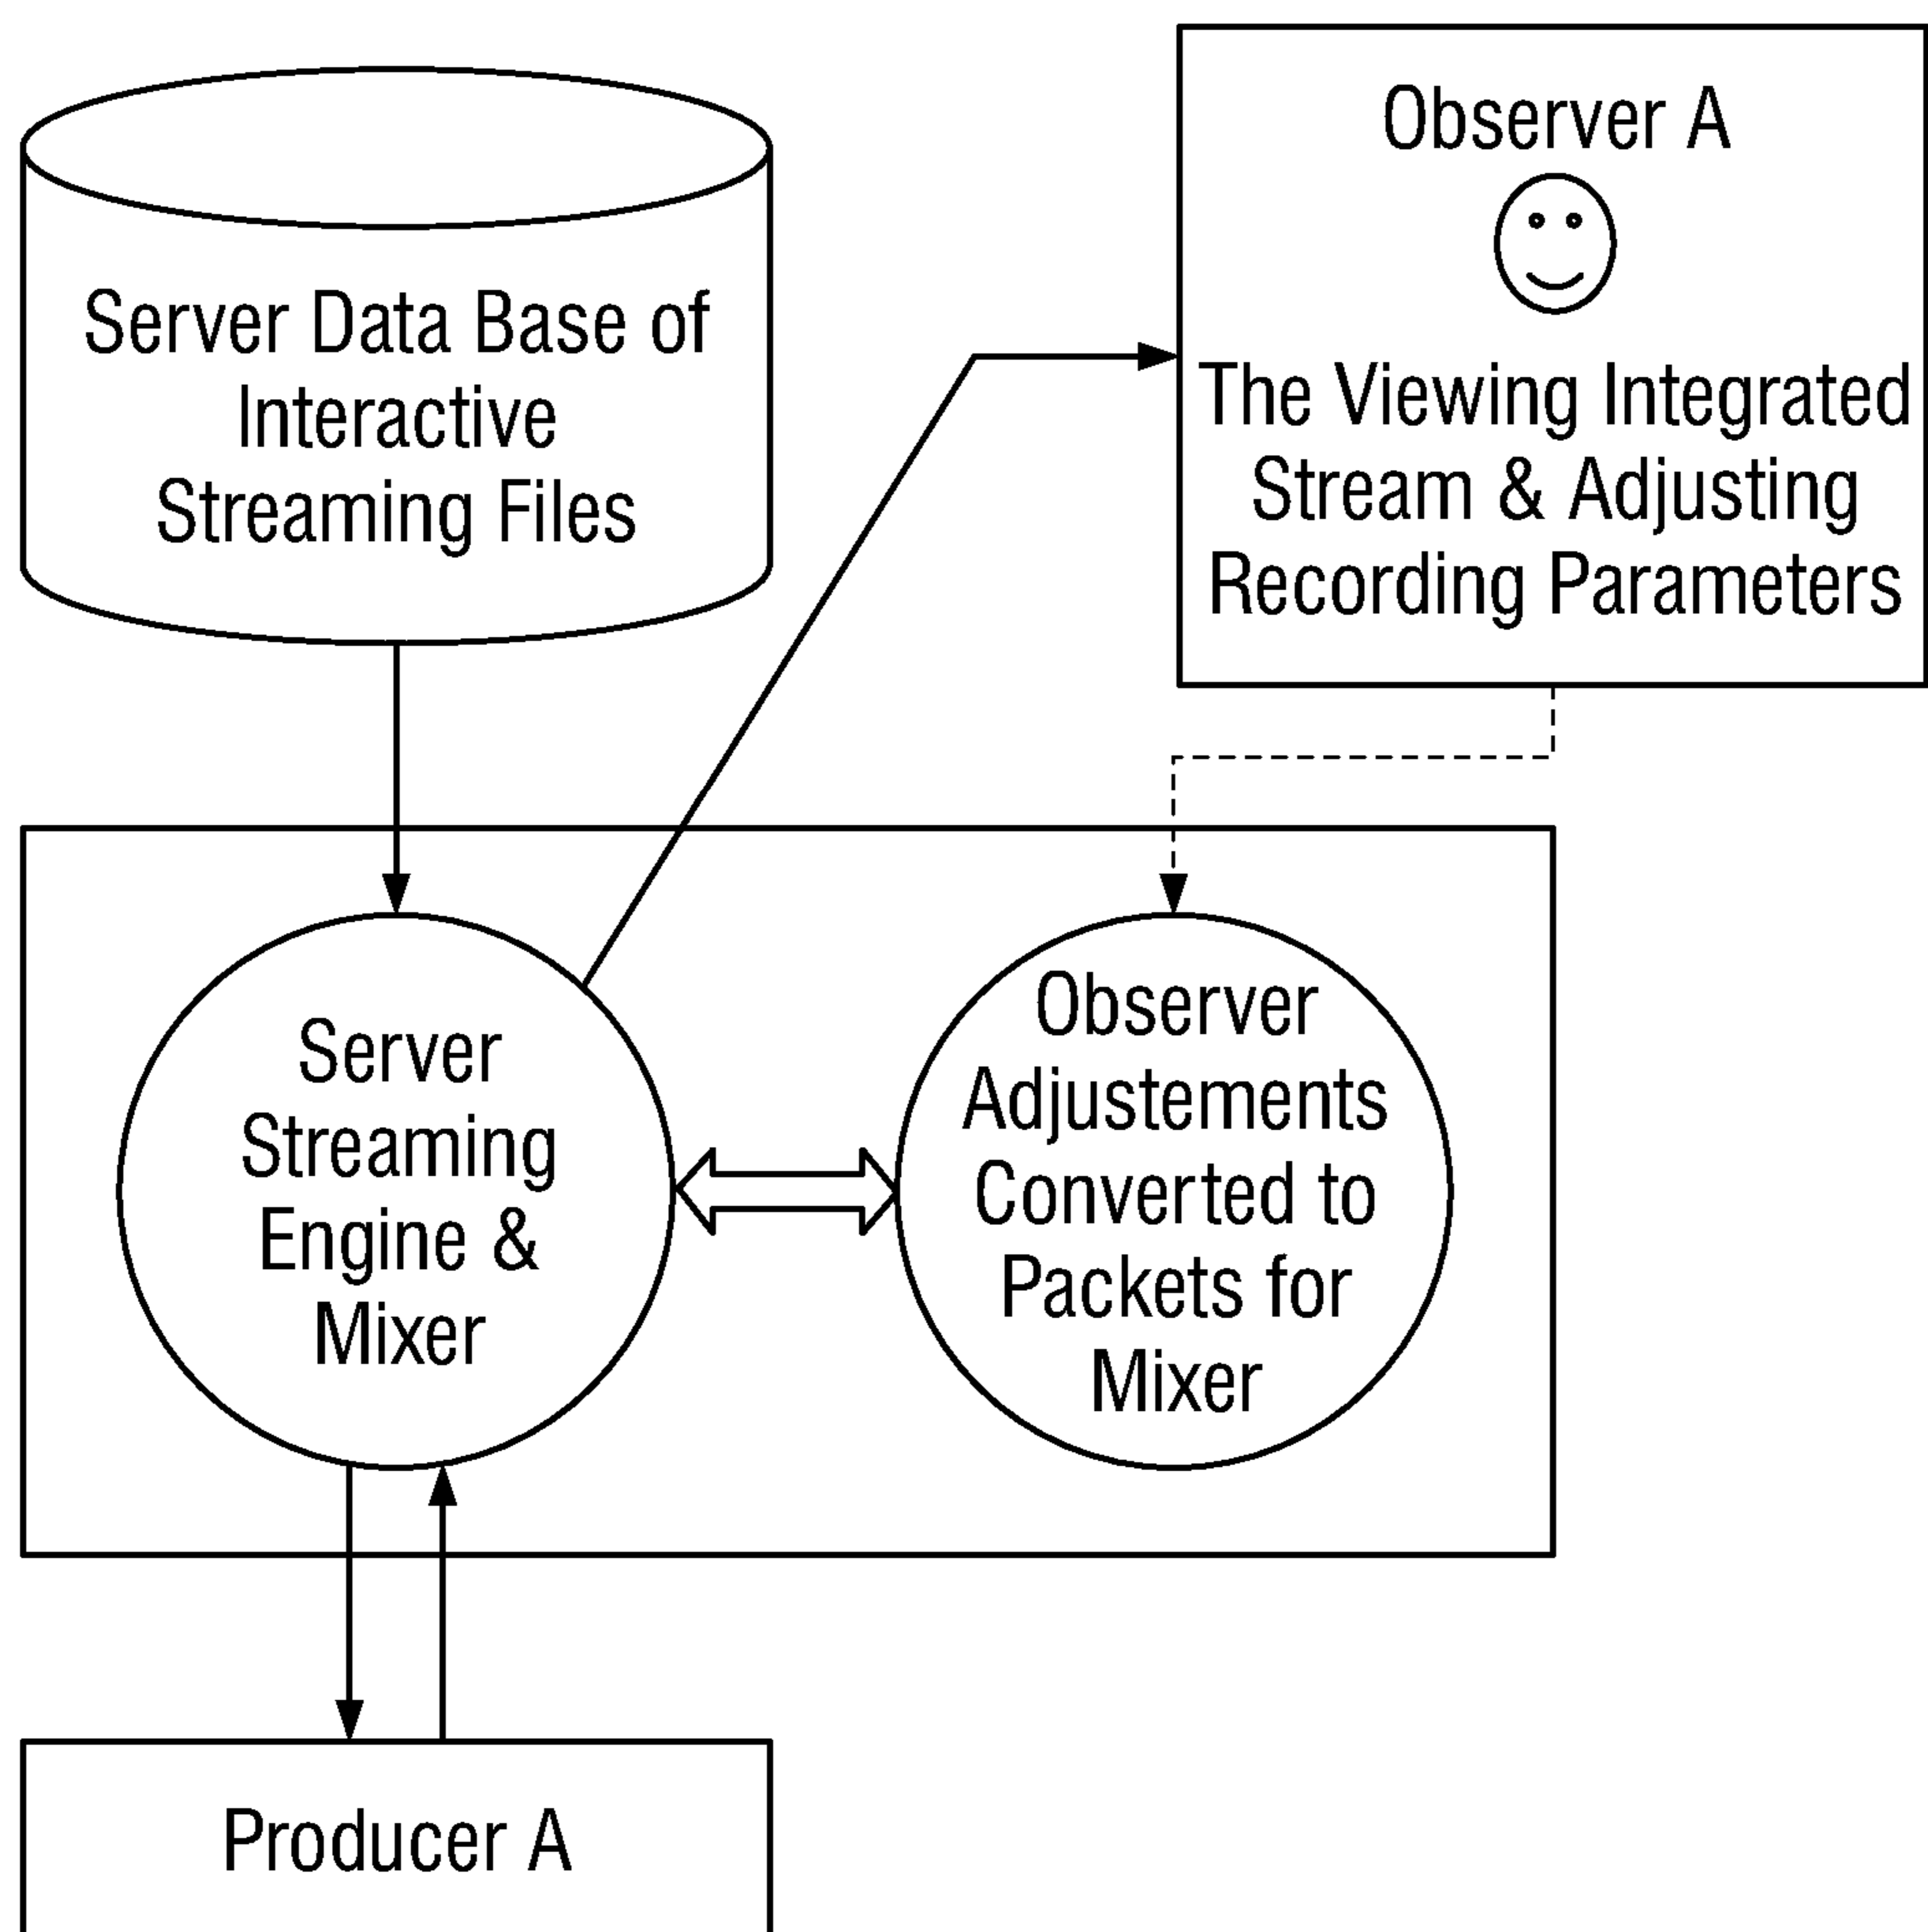 Server Data Base of
Interactive
Streaming Files
Observer A
The Viewing Integrated
Stream & Adjusting
Recording Parameters
Server
Streaming
Engine &
Mixer
Observer
Adjustements
Converted to
Packets for
Mixer
Producer A